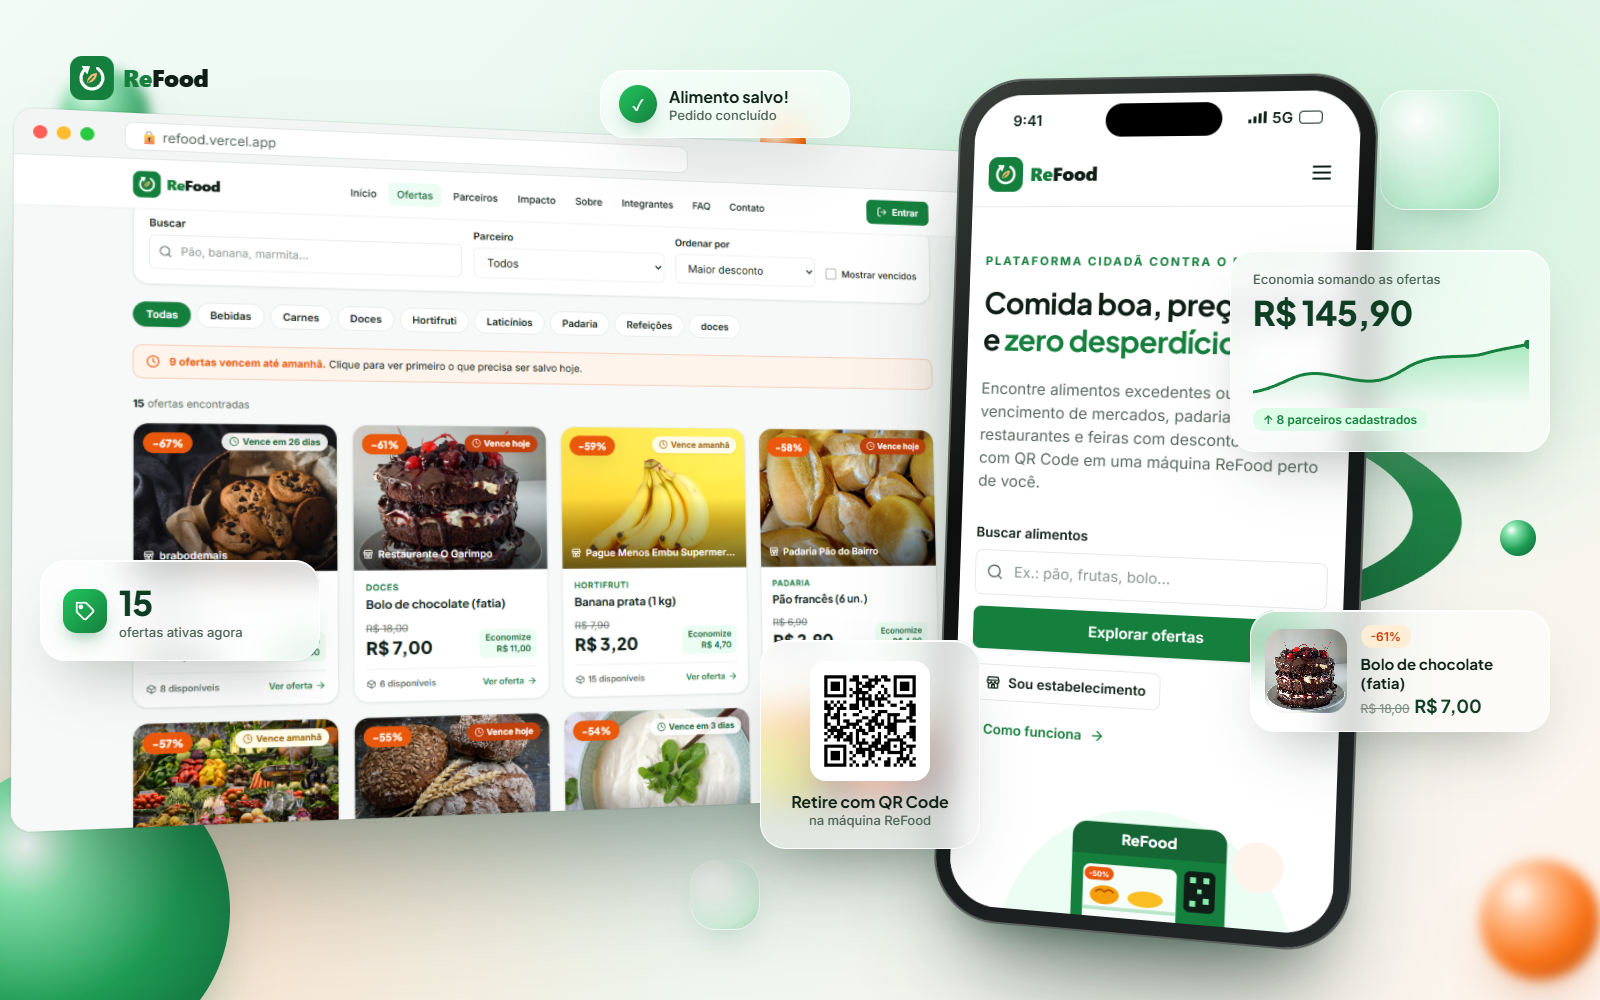 ReFood
Alimento salvo!
Pedido concluído
refood.vercel.app
ReFood
Início
Ofertas
Parceiros
Impacto
Sobre
Integrantes
FAQ
Contato
Entrar
Buscar
Pão, banana, marmita...
Parceiro
Todos
Ordenar por
Maior desconto
Mostrar vencidos
Todas
Bebidas
Carnes
Doces
Hortifruti
Laticínios
Padaria
Refeições
doces
9 ofertas vencem até amanhã. Clique para ver primeiro o que precisa ser salvo hoje.
15 ofertas encontradas
-67%
Vence em 26 dias
brabodemais
8 disponíveis
Ver oferta →
-61%
Vence hoje
Restaurante O Garimpo
DOCES
Bolo de chocolate (fatia)
R$ 18,00
R$ 7,00
Economize
R$ 11,00
6 disponíveis
Ver oferta →
-59%
Vence amanhã
Pague Menos Embu Supermer...
HORTIFRUTI
Banana prata (1 kg)
R$ 7,90
R$ 3,20
Economize
R$ 4,70
15 disponíveis
Ver oferta →
-58%
Vence hoje
Padaria Pão do Bairro
PADARIA
Pão francês (6 un.)
R$ 6,90
R$ 2,90
Economize
-57%
Vence amanhã
-55%
Vence hoje
-54%
Vence em 3 dias
15
ofertas ativas agora
Retire com QR Code
na máquina ReFood
9:41
5G
ReFood
PLATAFORMA CIDADÃ CONTRA O
Comida boa, preç
e zero desperdíc
Encontre alimentos excedentes ou
vencimento de mercados, padaria
restaurantes e feiras com desconto
com QR Code em uma máquina ReFood perto
de você.
Buscar alimentos
Ex.: pão, frutas, bolo...
Explorar ofertas
Sou estabelecimento
Como funciona →
ReFood
-50%
Economia somando as ofertas
R$ 145,90
↑ 8 parceiros cadastrados
-61%
Bolo de chocolate
(fatia)
R$ 18,00 R$ 7,00